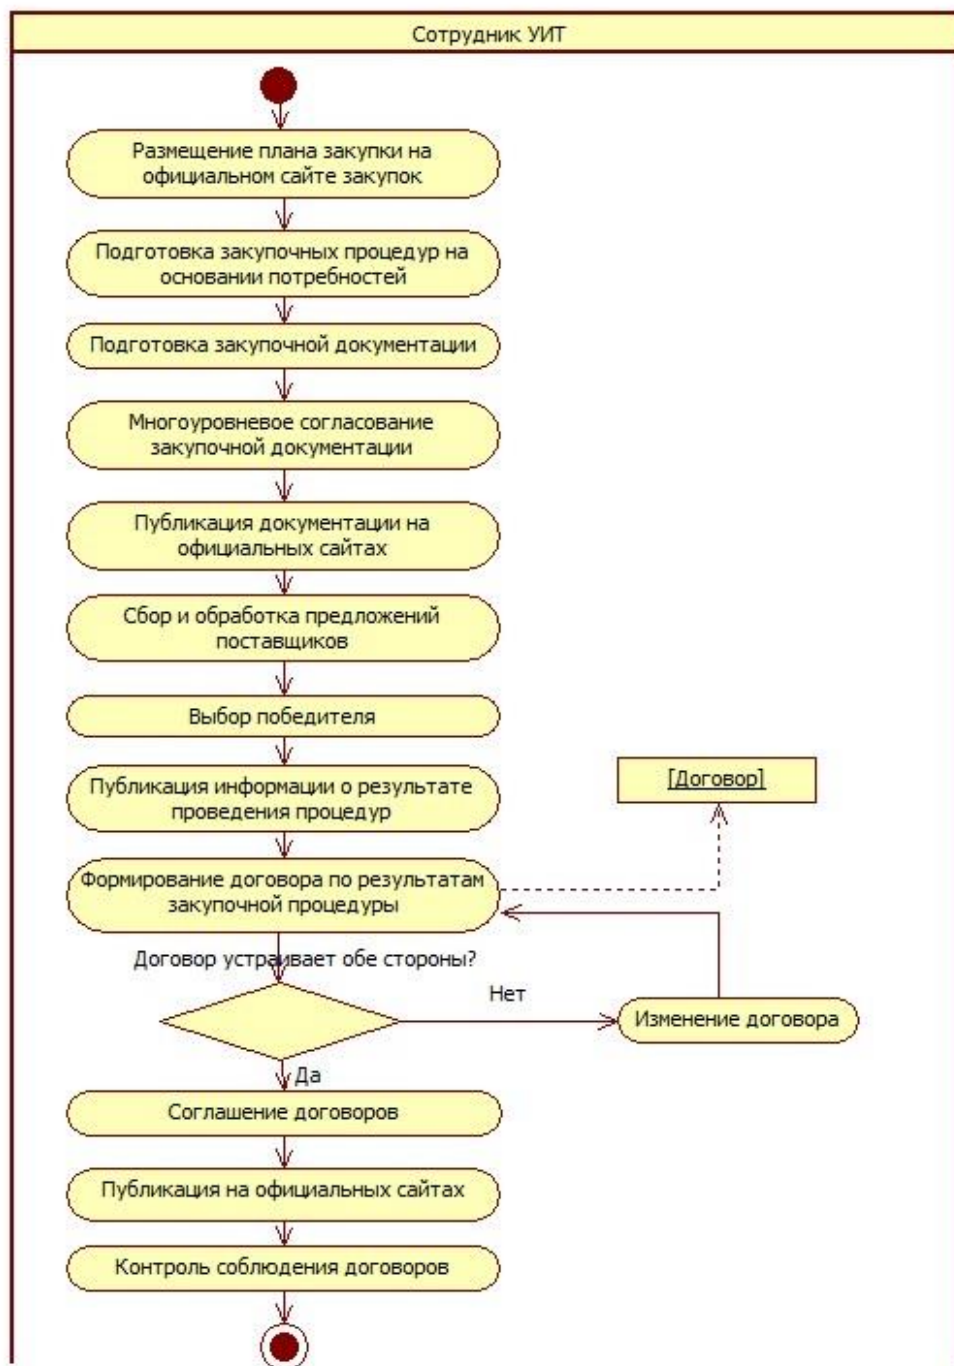 Сотрудник УИТ
Размещение плана закупки на
официальном сайте закупок
Подготовка закупочных процедур на
основании потребностей
Подготовка закупочной документации
Многоуровневое согласование
закупочной документации
Публикация документации на
официальных сайтах
Сбор и обработка предложений
поставщиков
Выбор победителя
Публикация информации о результате
проведения процедур
[Договор]
Формирование договора по результатам
закупочной процедуры
Договор устраивает обе стороны?
Нет
Изменение договора
Да
Соглашение договоров
Публикация на официальных сайтах
Контроль соблюдения договоров